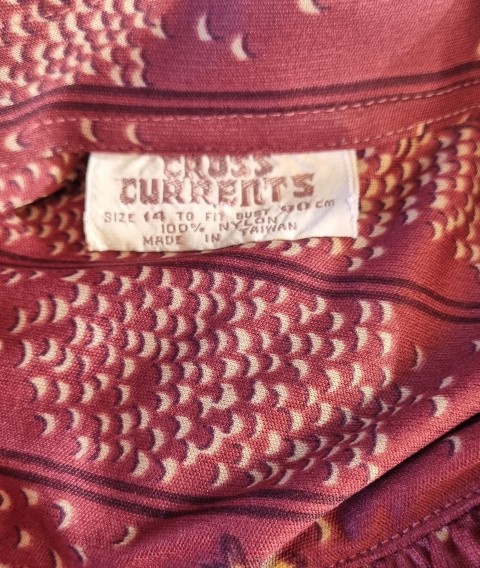 CROSS
CURRENTS
SIZE 14 TO FIT BUST 90 CM
100% NYLON
MADE IN TAIWAN